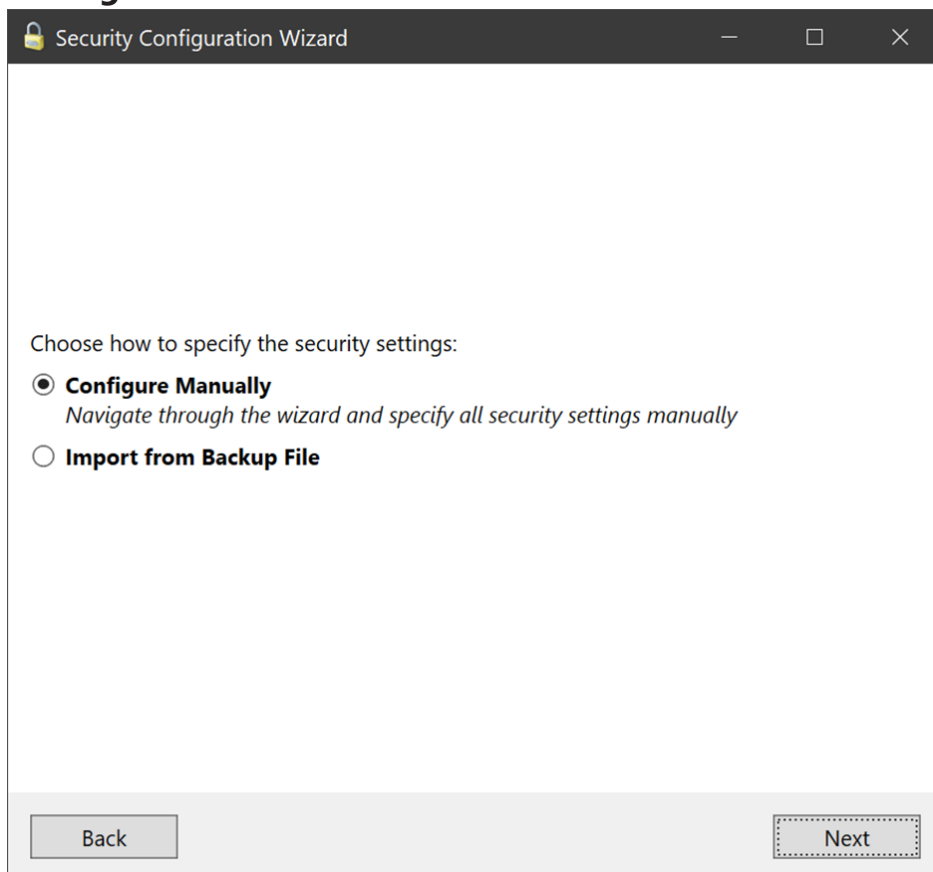 Security Configuration Wizard
Choose how to specify the security settings:
Configure Manually
Navigate through the wizard and specify all security settings manually
Import from Backup File
Back
Next